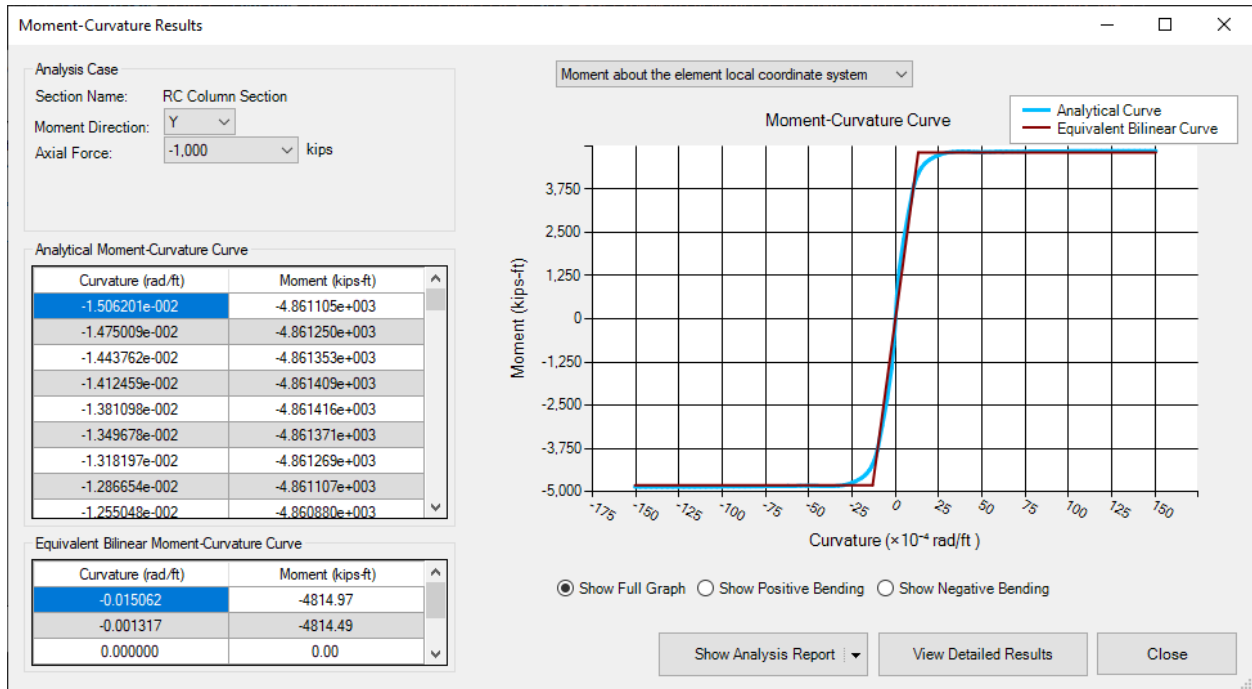 Moment-Curvature Results
Analysis Case
Section Name: RC Column Section
Moment Direction: Y
Axial Force: -1,000 kips
Analytical Moment-Curvature Curve
Curvature (rad/ft) Moment (kips-ft)
-1.506201e-002 -4.861105e+003
-1.475009e-002 -4.861250e+003
-1.443762e-002 -4.861353e+003
-1.412459e-002 -4.861409e+003
-1.381098e-002 -4.861416e+003
-1.349678e-002 -4.861371e+003
-1.318197e-002 -4.861269e+003
-1.286654e-002 -4.861107e+003
-1.255048e-002 -4.860880e+003
Equivalent Bilinear Moment-Curvature Curve
Curvature (rad/ft) Moment (kips-ft)
-0.015062 -4814.97
-0.001317 -4814.49
0.000000 0.00
Moment about the element local coordinate system
Moment-Curvature Curve
Analytical Curve
Equivalent Bilinear Curve
Moment (kips-ft)
3,750
2,500
1,250
0
-1,250
-2,500
-3,750
-5,000
-175 -150 -125 -100 -75 -50 -25 0 25 50 75 100 125 150
Curvature (×10⁻⁴ rad/ft )
Show Full Graph Show Positive Bending Show Negative Bending
Show Analysis Report View Detailed Results Close